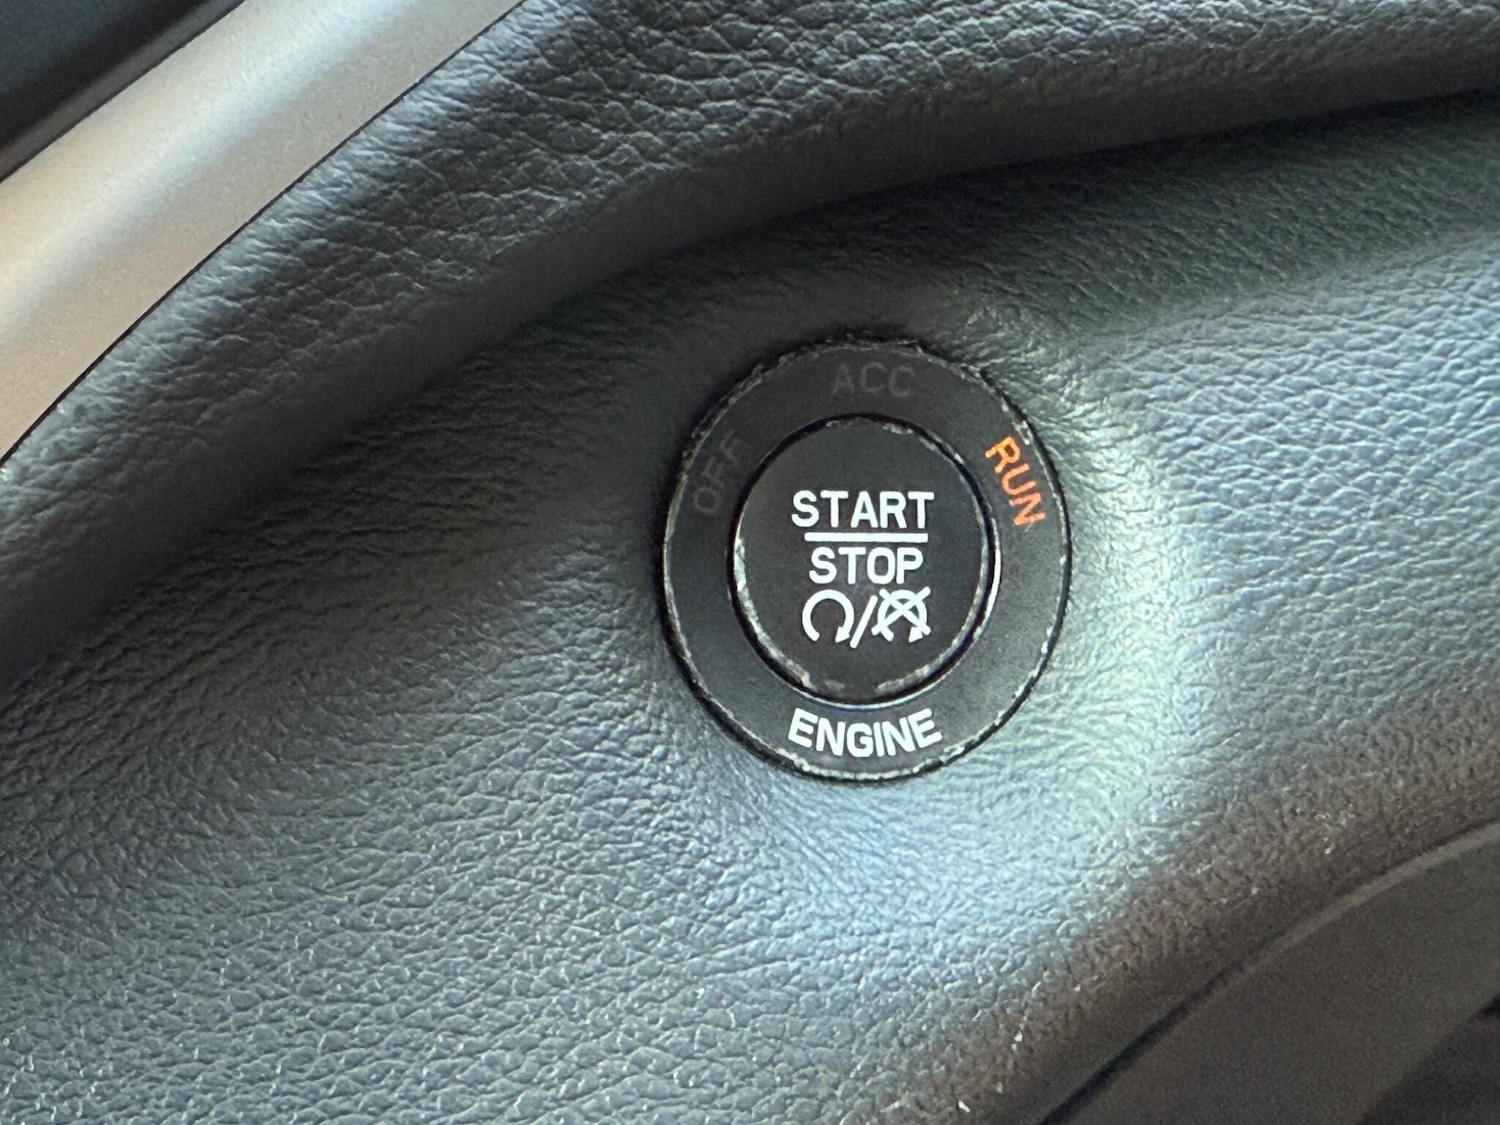 ACC
OFF
RUN
START
STOP
ENGINE